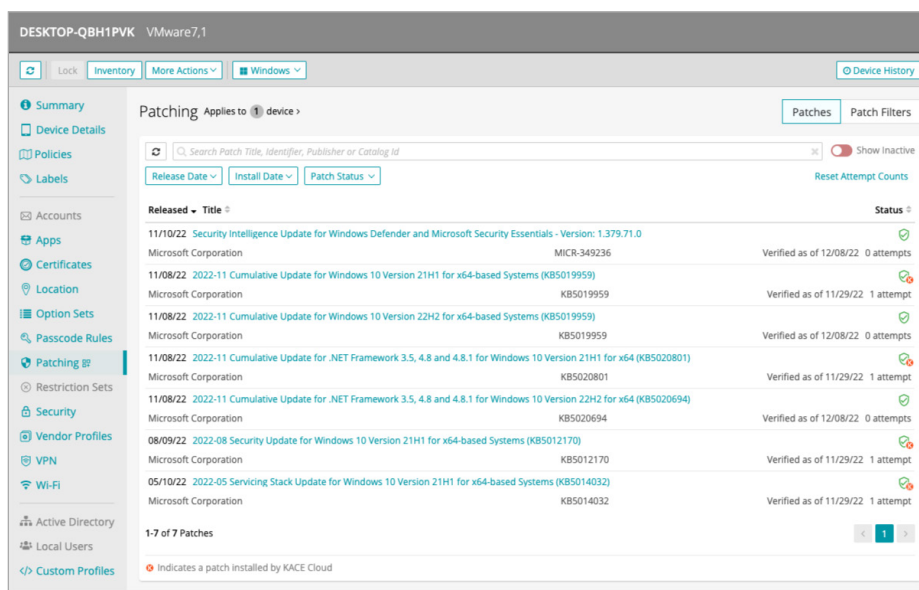 DESKTOP-QBH1PVK VMware7,1
Lock Inventory More Actions Windows Device History
Summary
Device Details
Policies
Labels
Accounts
Apps
Certificates
Location
Option Sets
Passcode Rules
Patching
Restriction Sets
Security
Vendor Profiles
VPN
Wi-Fi
Active Directory
Local Users
Custom Profiles
Patching Applies to 1 device
Patches Patch Filters
Search Patch Title, Identifier, Publisher or Catalog Id
Show Inactive
Release Date Install Date Patch Status Reset Attempt Counts
Released Title Status
11/10/22 Security Intelligence Update for Windows Defender and Microsoft Security Essentials - Version: 1.379.71.0
Microsoft Corporation MICR-349236 Verified as of 12/08/22 0 attempts
11/08/22 2022-11 Cumulative Update for Windows 10 Version 21H1 for x64-based Systems (KB5019959)
Microsoft Corporation KB5019959 Verified as of 11/29/22 1 attempt
11/08/22 2022-11 Cumulative Update for Windows 10 Version 22H2 for x64-based Systems (KB5019959)
Microsoft Corporation KB5019959 Verified as of 12/08/22 0 attempts
11/08/22 2022-11 Cumulative Update for .NET Framework 3.5, 4.8 and 4.8.1 for Windows 10 Version 21H1 for x64 (KB5020801)
Microsoft Corporation KB5020801 Verified as of 11/29/22 1 attempt
11/08/22 2022-11 Cumulative Update for .NET Framework 3.5, 4.8 and 4.8.1 for Windows 10 Version 22H2 for x64 (KB5020694)
Microsoft Corporation KB5020694 Verified as of 12/08/22 0 attempts
08/09/22 2022-08 Security Update for Windows 10 Version 21H1 for x64-based Systems (KB5012170)
Microsoft Corporation KB5012170 Verified as of 11/29/22 1 attempt
05/10/22 2022-05 Servicing Stack Update for Windows 10 Version 21H1 for x64-based Systems (KB5014032)
Microsoft Corporation KB5014032 Verified as of 11/29/22 1 attempt
1-7 of 7 Patches 1
Indicates a patch installed by KACE Cloud